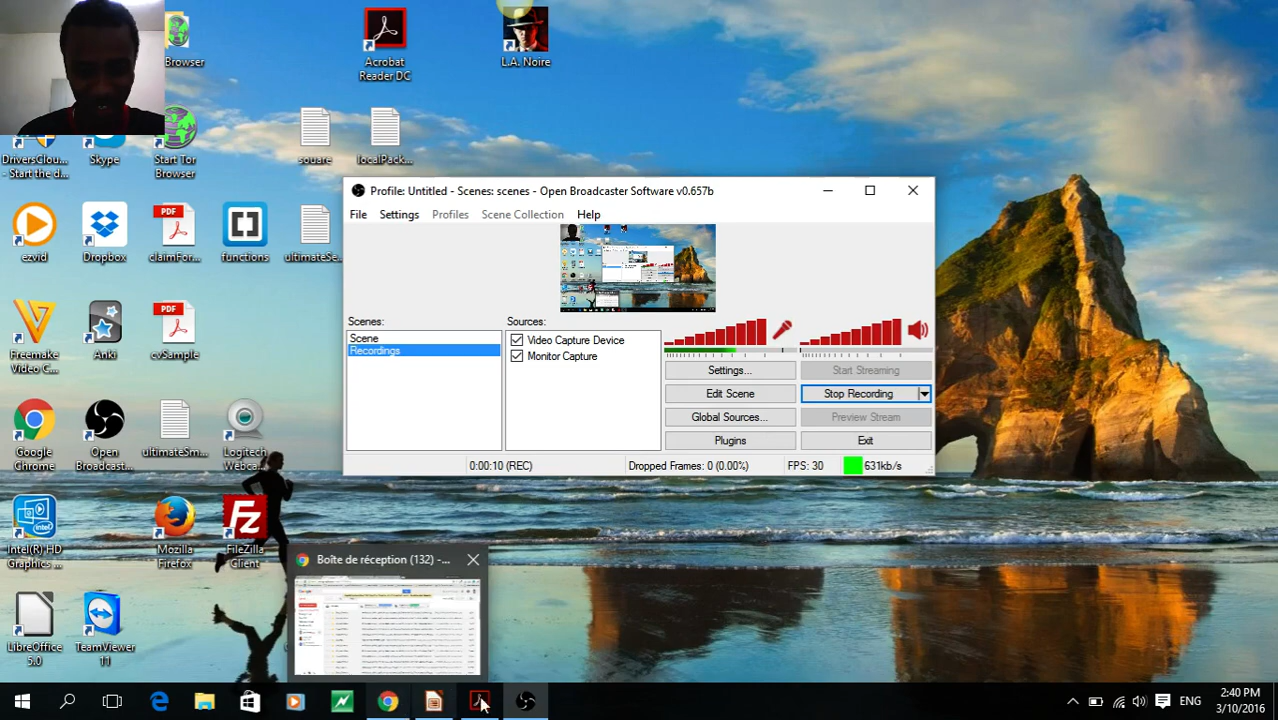 Browser
Acrobat
Reader DC
L.A. Noire
DriversClou...
- Start the d...
Skype
Start Tor
Browser
square
localPack...
ezvid
Dropbox
PDF
claimFor...
functions
ultimateSe...
Freemake
Video C...
Anki
PDF
cvSample
Google
Chrome
Open
Broadcast...
ultimateSm...
Logitech
Webca...
Intel(R) HD
Graphics ...
Mozilla
Firefox
FileZilla
Client
LibreOffice
5.0
TeamViewer
11
Profile: Untitled - Scenes: scenes - Open Broadcaster Software v0.657b
File Settings Profiles Scene Collection Help
Scenes:
Scene
Recordings
Sources:
Video Capture Device
Monitor Capture
Settings...
Start Streaming
Edit Scene
Stop Recording
Global Sources...
Preview Stream
Plugins
Exit
0:00:10 (REC)
Dropped Frames: 0 (0.00%)
FPS: 30
631kb/s
Boîte de réception (132) -...
ENG
2:40 PM
3/10/2016